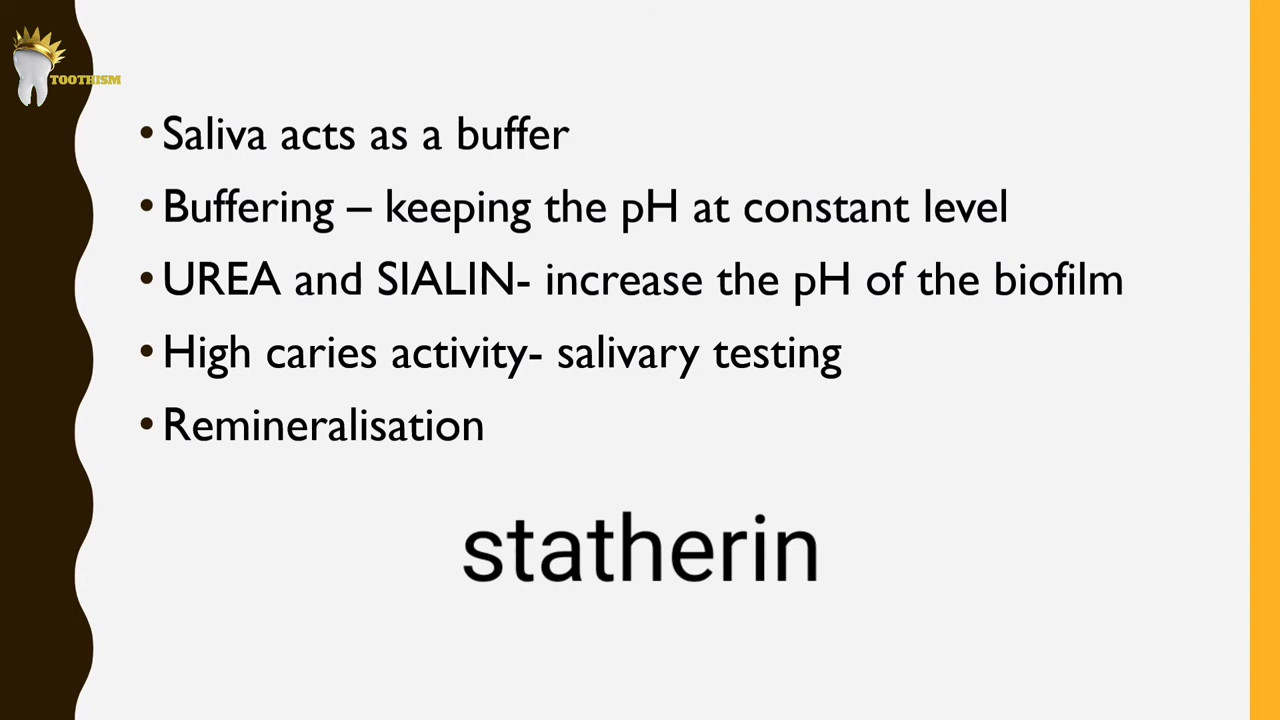 TOOTHISM
•Saliva acts as a buffer
•Buffering – keeping the pH at constant level
•UREA and SIALIN- increase the pH of the biofilm
•High caries activity- salivary testing
•Remineralisation
statherin